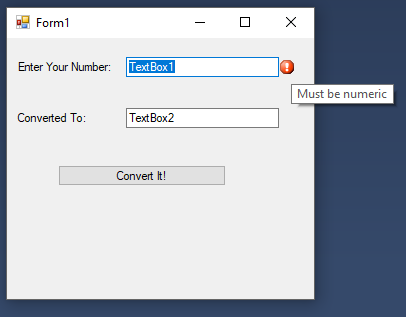 Form1
Enter Your Number: TextBox1
Must be numeric
Converted To: TextBox2
Convert It!